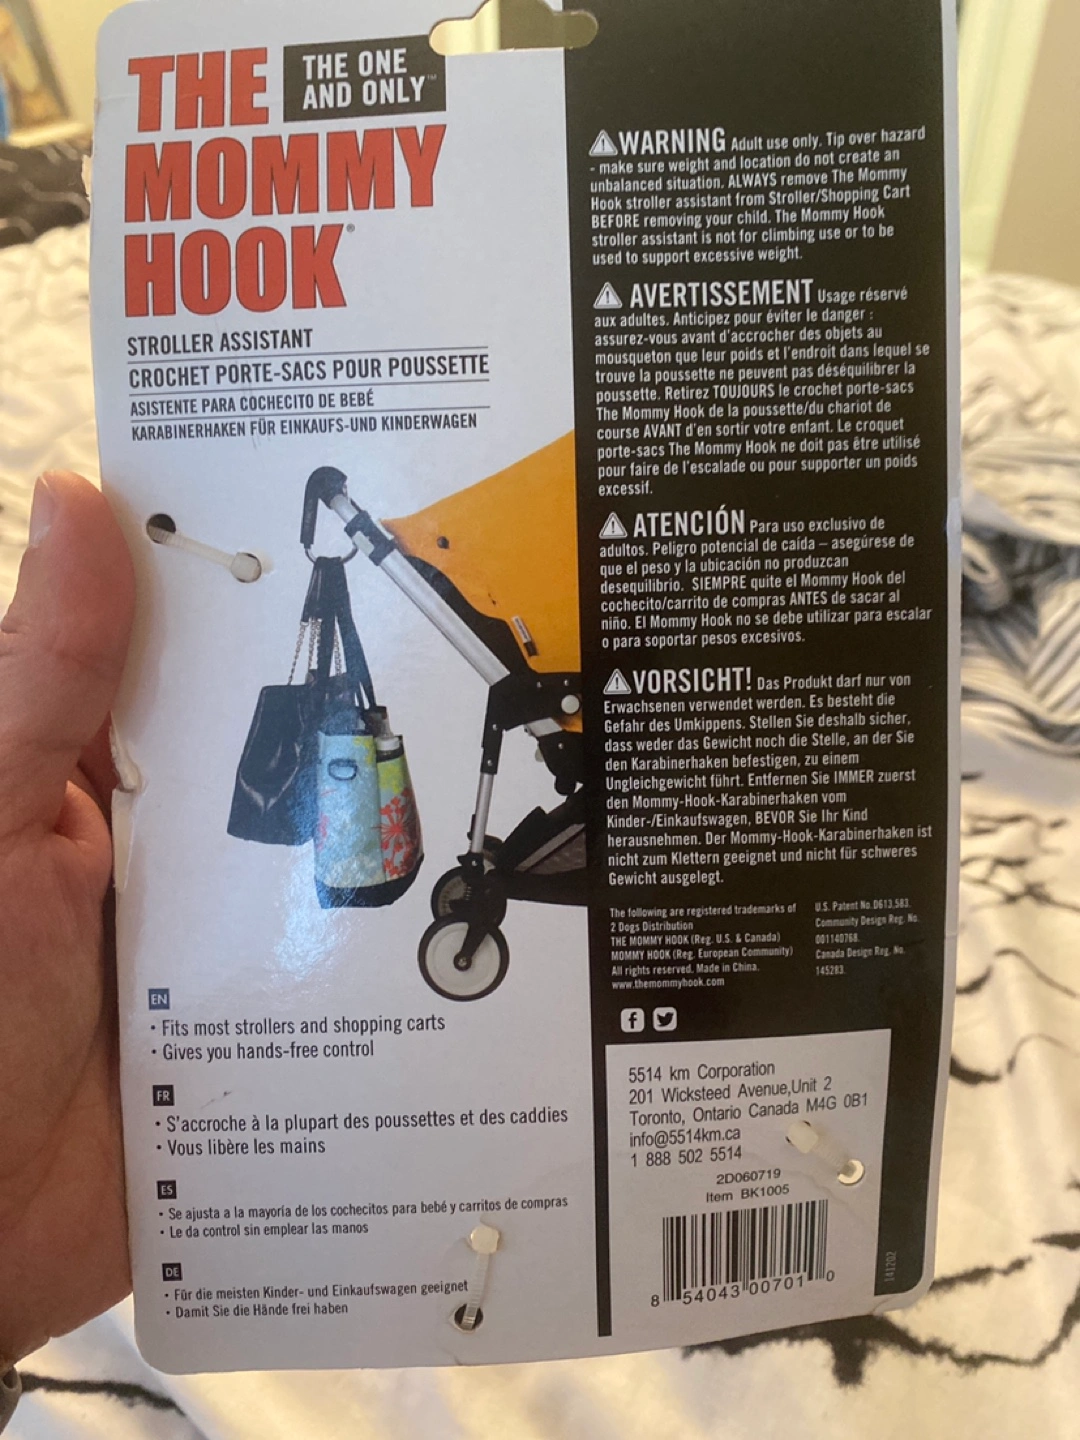 THE
MOMMY
HOOK®
THE ONE
AND ONLY™
STROLLER ASSISTANT
CROCHET PORTE-SACS POUR POUSSETTE
ASISTENTE PARA COCHECITO DE BEBÉ
KARABINERHAKEN FÜR EINKAUFS-UND KINDERWAGEN
EN
• Fits most strollers and shopping carts
• Gives you hands-free control
FR
• S'accroche à la plupart des poussettes et des caddies
• Vous libère les mains
ES
• Se ajusta a la mayoría de los cochecitos para bebé y carritos de compras
• Le da control sin emplear las manos
DE
• Für die meisten Kinder- und Einkaufswagen geeignet
• Damit Sie die Hände frei haben
WARNING Adult use only. Tip over hazard
- make sure weight and location do not create an
unbalanced situation. ALWAYS remove The Mommy
Hook stroller assistant from Stroller/Shopping Cart
BEFORE removing your child. The Mommy Hook
stroller assistant is not for climbing use or to be
used to support excessive weight.
AVERTISSEMENT Usage réservé
aux adultes. Anticipez pour éviter le danger :
assurez-vous avant d'accrocher des objets au
mousqueton que leur poids et l'endroit dans lequel se
trouve la poussette ne peuvent pas déséquilibrer la
poussette. Retirez TOUJOURS le crochet porte-sacs
The Mommy Hook de la poussette/du chariot de
course AVANT d'en sortir votre enfant. Le croquet
porte-sacs The Mommy Hook ne doit pas être utilisé
pour faire de l'escalade ou pour supporter un poids
excessif.
ATENCIÓN Para uso exclusivo de
adultos. Peligro potencial de caída – asegúrese de
que el peso y la ubicación no produzcan
desequilibrio. SIEMPRE quite el Mommy Hook del
cochecito/carrito de compras ANTES de sacar al
niño. El Mommy Hook no se debe utilizar para escalar
o para soportar pesos excesivos.
VORSICHT! Das Produkt darf nur von
Erwachsenen verwendet werden. Es besteht die
Gefahr des Umkippens. Stellen Sie deshalb sicher,
dass weder das Gewicht noch die Stelle, an der Sie
den Karabinerhaken befestigen, zu einem
Ungleichgewicht führt. Entfernen Sie IMMER zuerst
den Mommy-Hook-Karabinerhaken vom
Kinder-/Einkaufswagen, BEVOR Sie Ihr Kind
herausnehmen. Der Mommy-Hook-Karabinerhaken ist
nicht zum Klettern geeignet und nicht für schweres
Gewicht ausgelegt.
The following are registered trademarks of
2 Dogs Distribution
THE MOMMY HOOK (Reg. U.S. & Canada)
MOMMY HOOK (Reg. European Community)
All rights reserved. Made in China.
www.themommyhook.com
U.S. Patent No. D613,583.
Community Design Reg. No.
001140768.
Canada Design Reg. No.
145283
5514 km Corporation
201 Wicksteed Avenue,Unit 2
Toronto, Ontario Canada M4G 0B1
info@5514km.ca
1 888 502 5514
2D060719
Item BK1005
8 54043 00701 0
141202